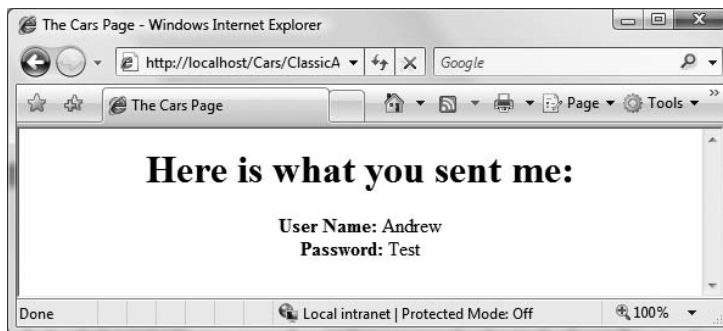 The Cars Page - Windows Internet Explorer
http://localhost/Cars/ClassicA
Google
The Cars Page
Page
Tools
»
Here is what you sent me:
User Name: Andrew
Password: Test
Done
Local intranet | Protected Mode: Off
100%